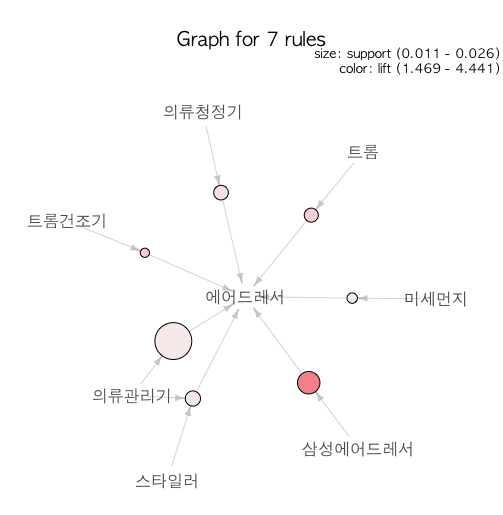 Graph for 7 rules
size: support (0.011 - 0.026)
color: lift (1.469 - 4.441)
의류청정기
트롬
트롬건조기
에어드레서
미세먼지
의류관리기
삼성에어드레서
스타일러